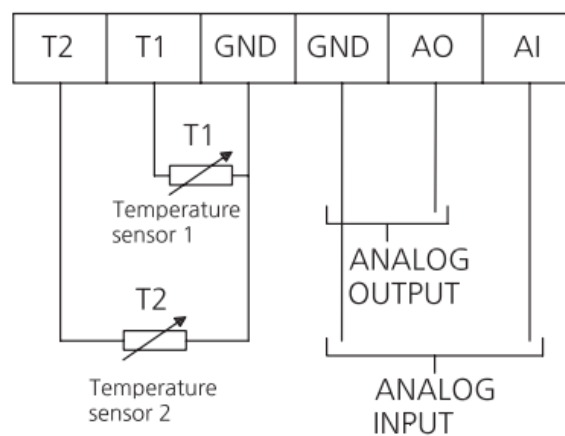 T2 T1 GND GND AO AI
T1
Temperature
sensor 1
ANALOG
OUTPUT
T2
Temperature
sensor 2
ANALOG
INPUT